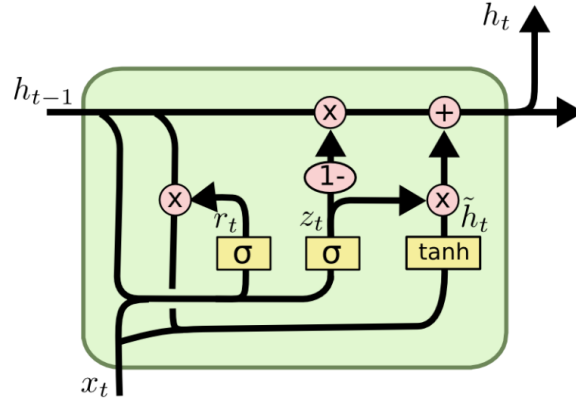 h_t
h_{t-1}
x
+
1-
x
r_t
z_t
x
h̃_t
σ
σ
tanh
x_t